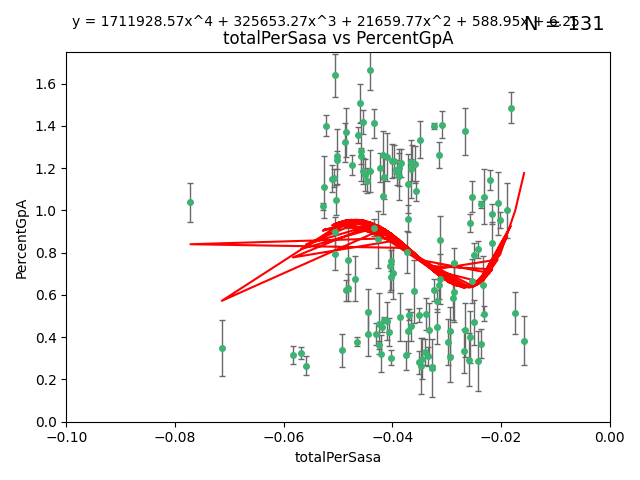 y = 1711928.57x^4 + 325653.27x^3 + 21659.77x^2 + 588.95x + 6.25
N = 131
totalPerSasa vs PercentGpA
PercentGpA
1.6
1.4
1.2
1.0
0.8
0.6
0.4
0.2
0.0
−0.10 −0.08 −0.06 −0.04 −0.02 0.00
totalPerSasa